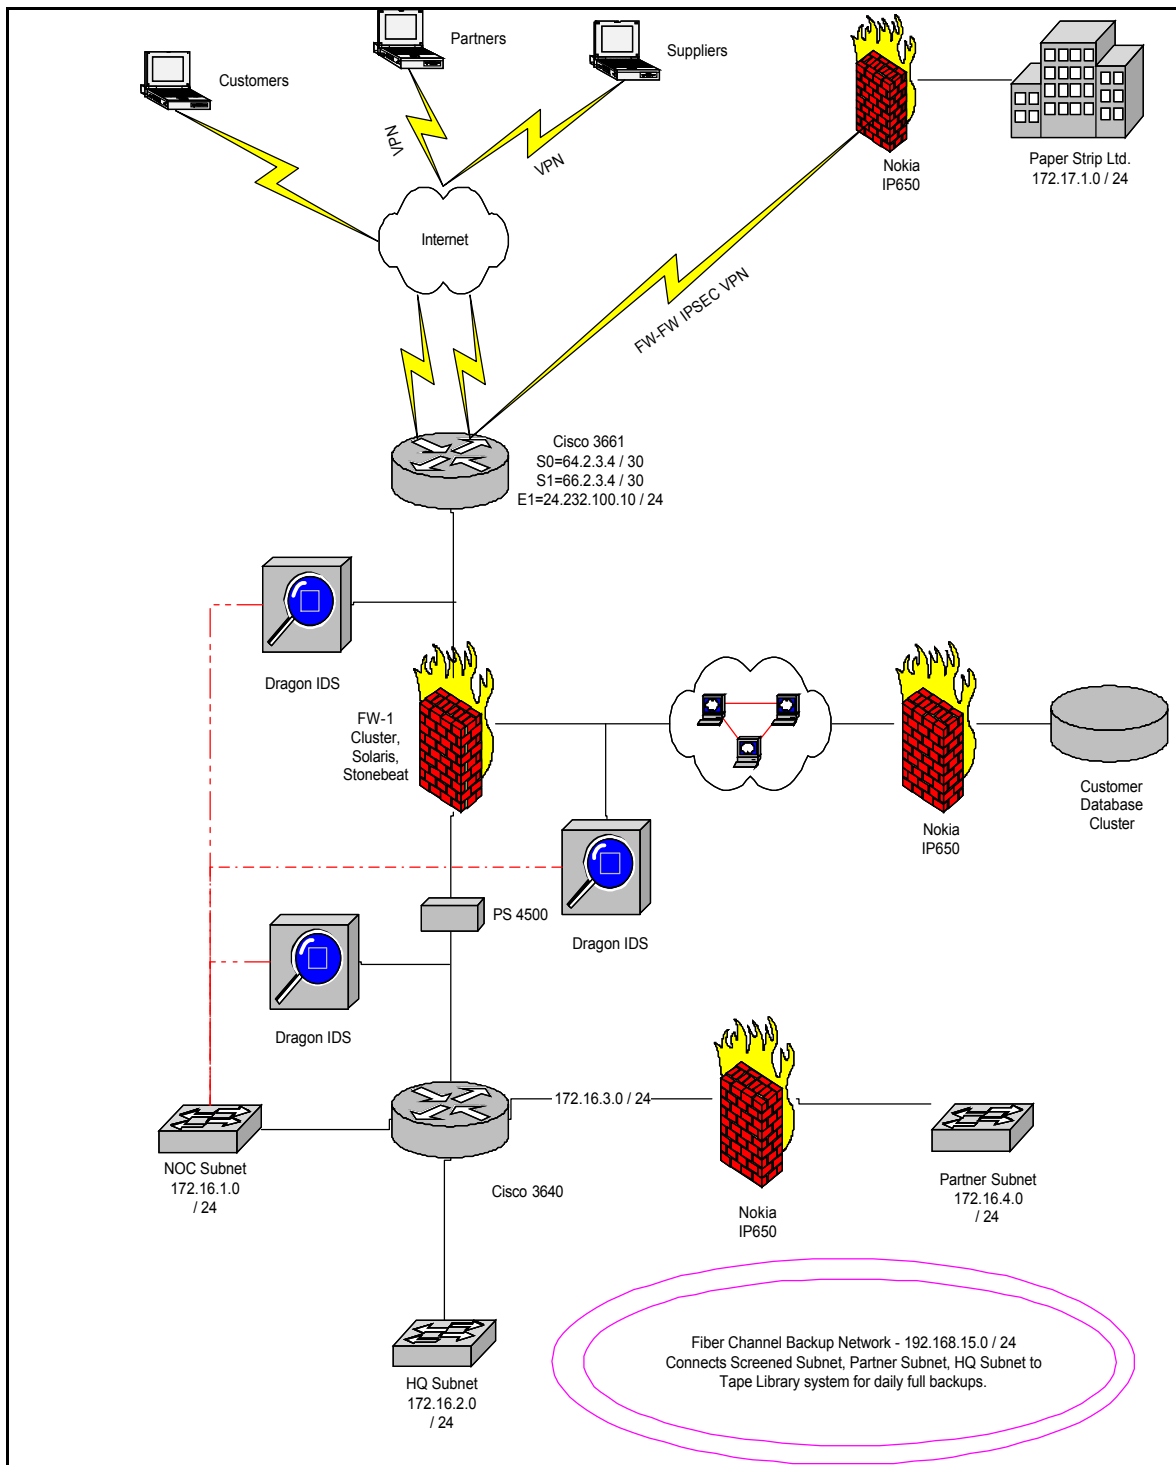 Partners
Suppliers
Customers
VPN
VPN
Nokia
IP650
Paper Strip Ltd.
172.17.1.0 / 24
Internet
FW-FW IPSEC VPN
Cisco 3661
S0=64.2.3.4 / 30
S1=66.2.3.4 / 30
E1=24.232.100.10 / 24
Dragon IDS
FW-1
Cluster,
Solaris,
Stonebeat
Customer
Database
Cluster
Nokia
IP650
PS 4500
Dragon IDS
Dragon IDS
172.16.3.0 / 24
NOC Subnet
172.16.1.0
/ 24
Cisco 3640
Partner Subnet
172.16.4.0
/ 24
Nokia
IP650
Fiber Channel Backup Network - 192.168.15.0 / 24
Connects Screened Subnet, Partner Subnet, HQ Subnet to
Tape Library system for daily full backups.
HQ Subnet
172.16.2.0
/ 24